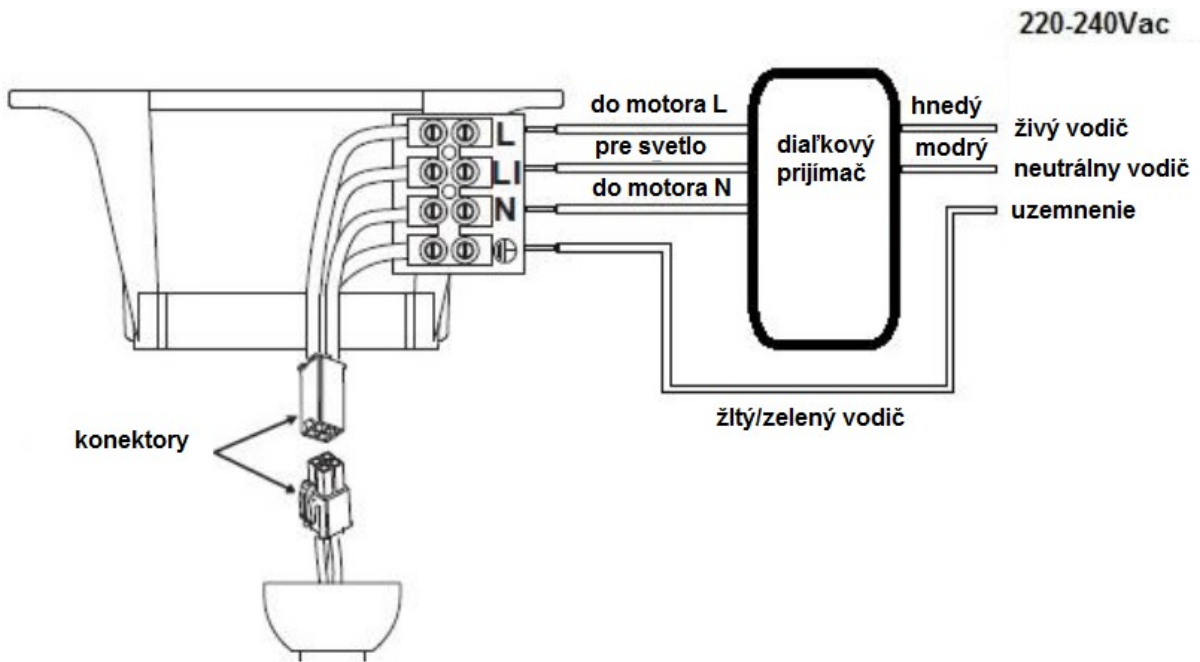 220-240Vac
do motora L
hnedý
L
živý vodič
pre svetlo
diaľkový
prijímač
modrý
LI
neutrálny vodič
do motora N
N
uzemnenie
žltý/zelený vodič
konektory